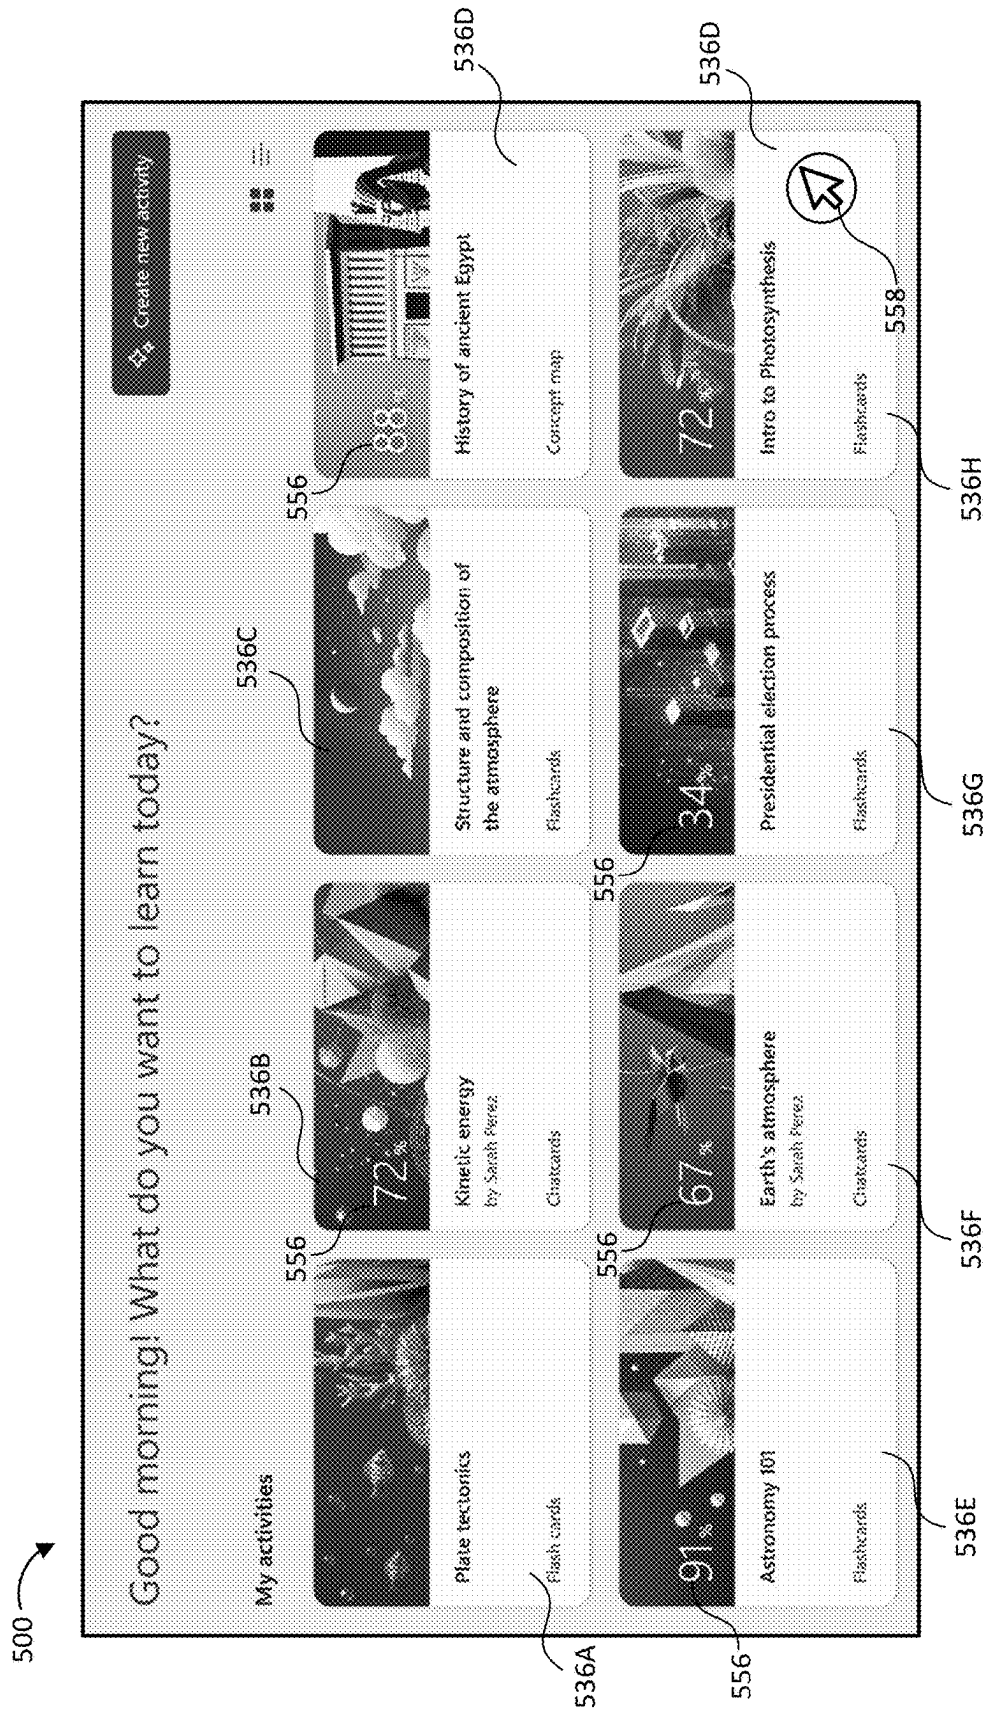 500
Good morning! What do you want to learn today?
Create new activity
My activities
536B
536C
536D
556
556
72%
Plate tectonics
Kinetic energy
by Sarah Perez
Structure and composition of
the atmosphere
History of ancient Egypt
Flash cards
Chatcards
Flashcards
Concept map
536A
556
556
536D
91%
67%
34%
72%
556
Astronomy 101
Earth's atmosphere
by Sarah Perez
Presidential election process
Intro to Photosynthesis
Flashcards
Chatcards
Flashcards
Flashcards
558
536E
536F
536G
536H